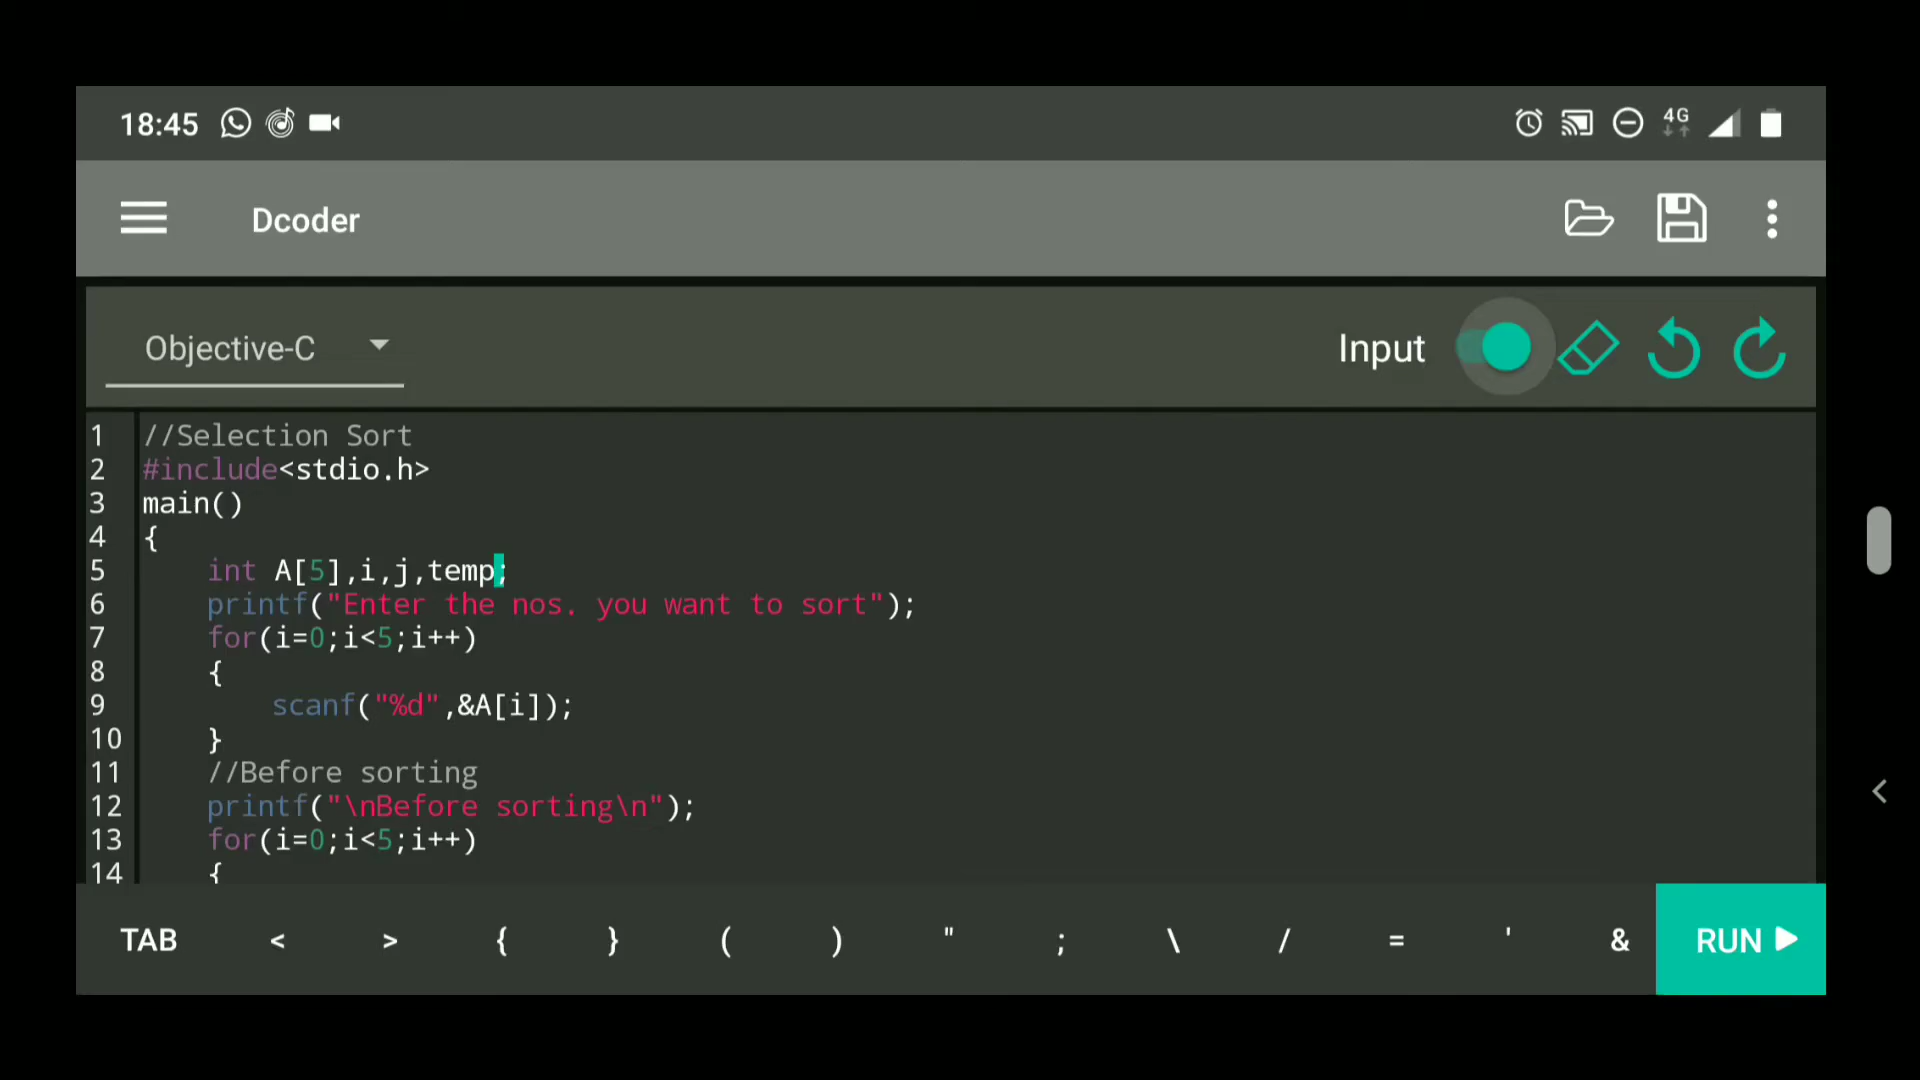 18:45 4G
Dcoder
Objective-C Input
1 //Selection Sort
2 #include<stdio.h>
3 main()
4 {
5 int A[5],i,j,temp;
6 printf("Enter the nos. you want to sort");
7 for(i=0;i<5;i++)
8 {
9 scanf("%d",&A[i]);
10 }
11 //Before sorting
12 printf("\nBefore sorting\n");
13 for(i=0;i<5;i++)
14 {
TAB < > { } ( ) " ; \ / = ' & RUN